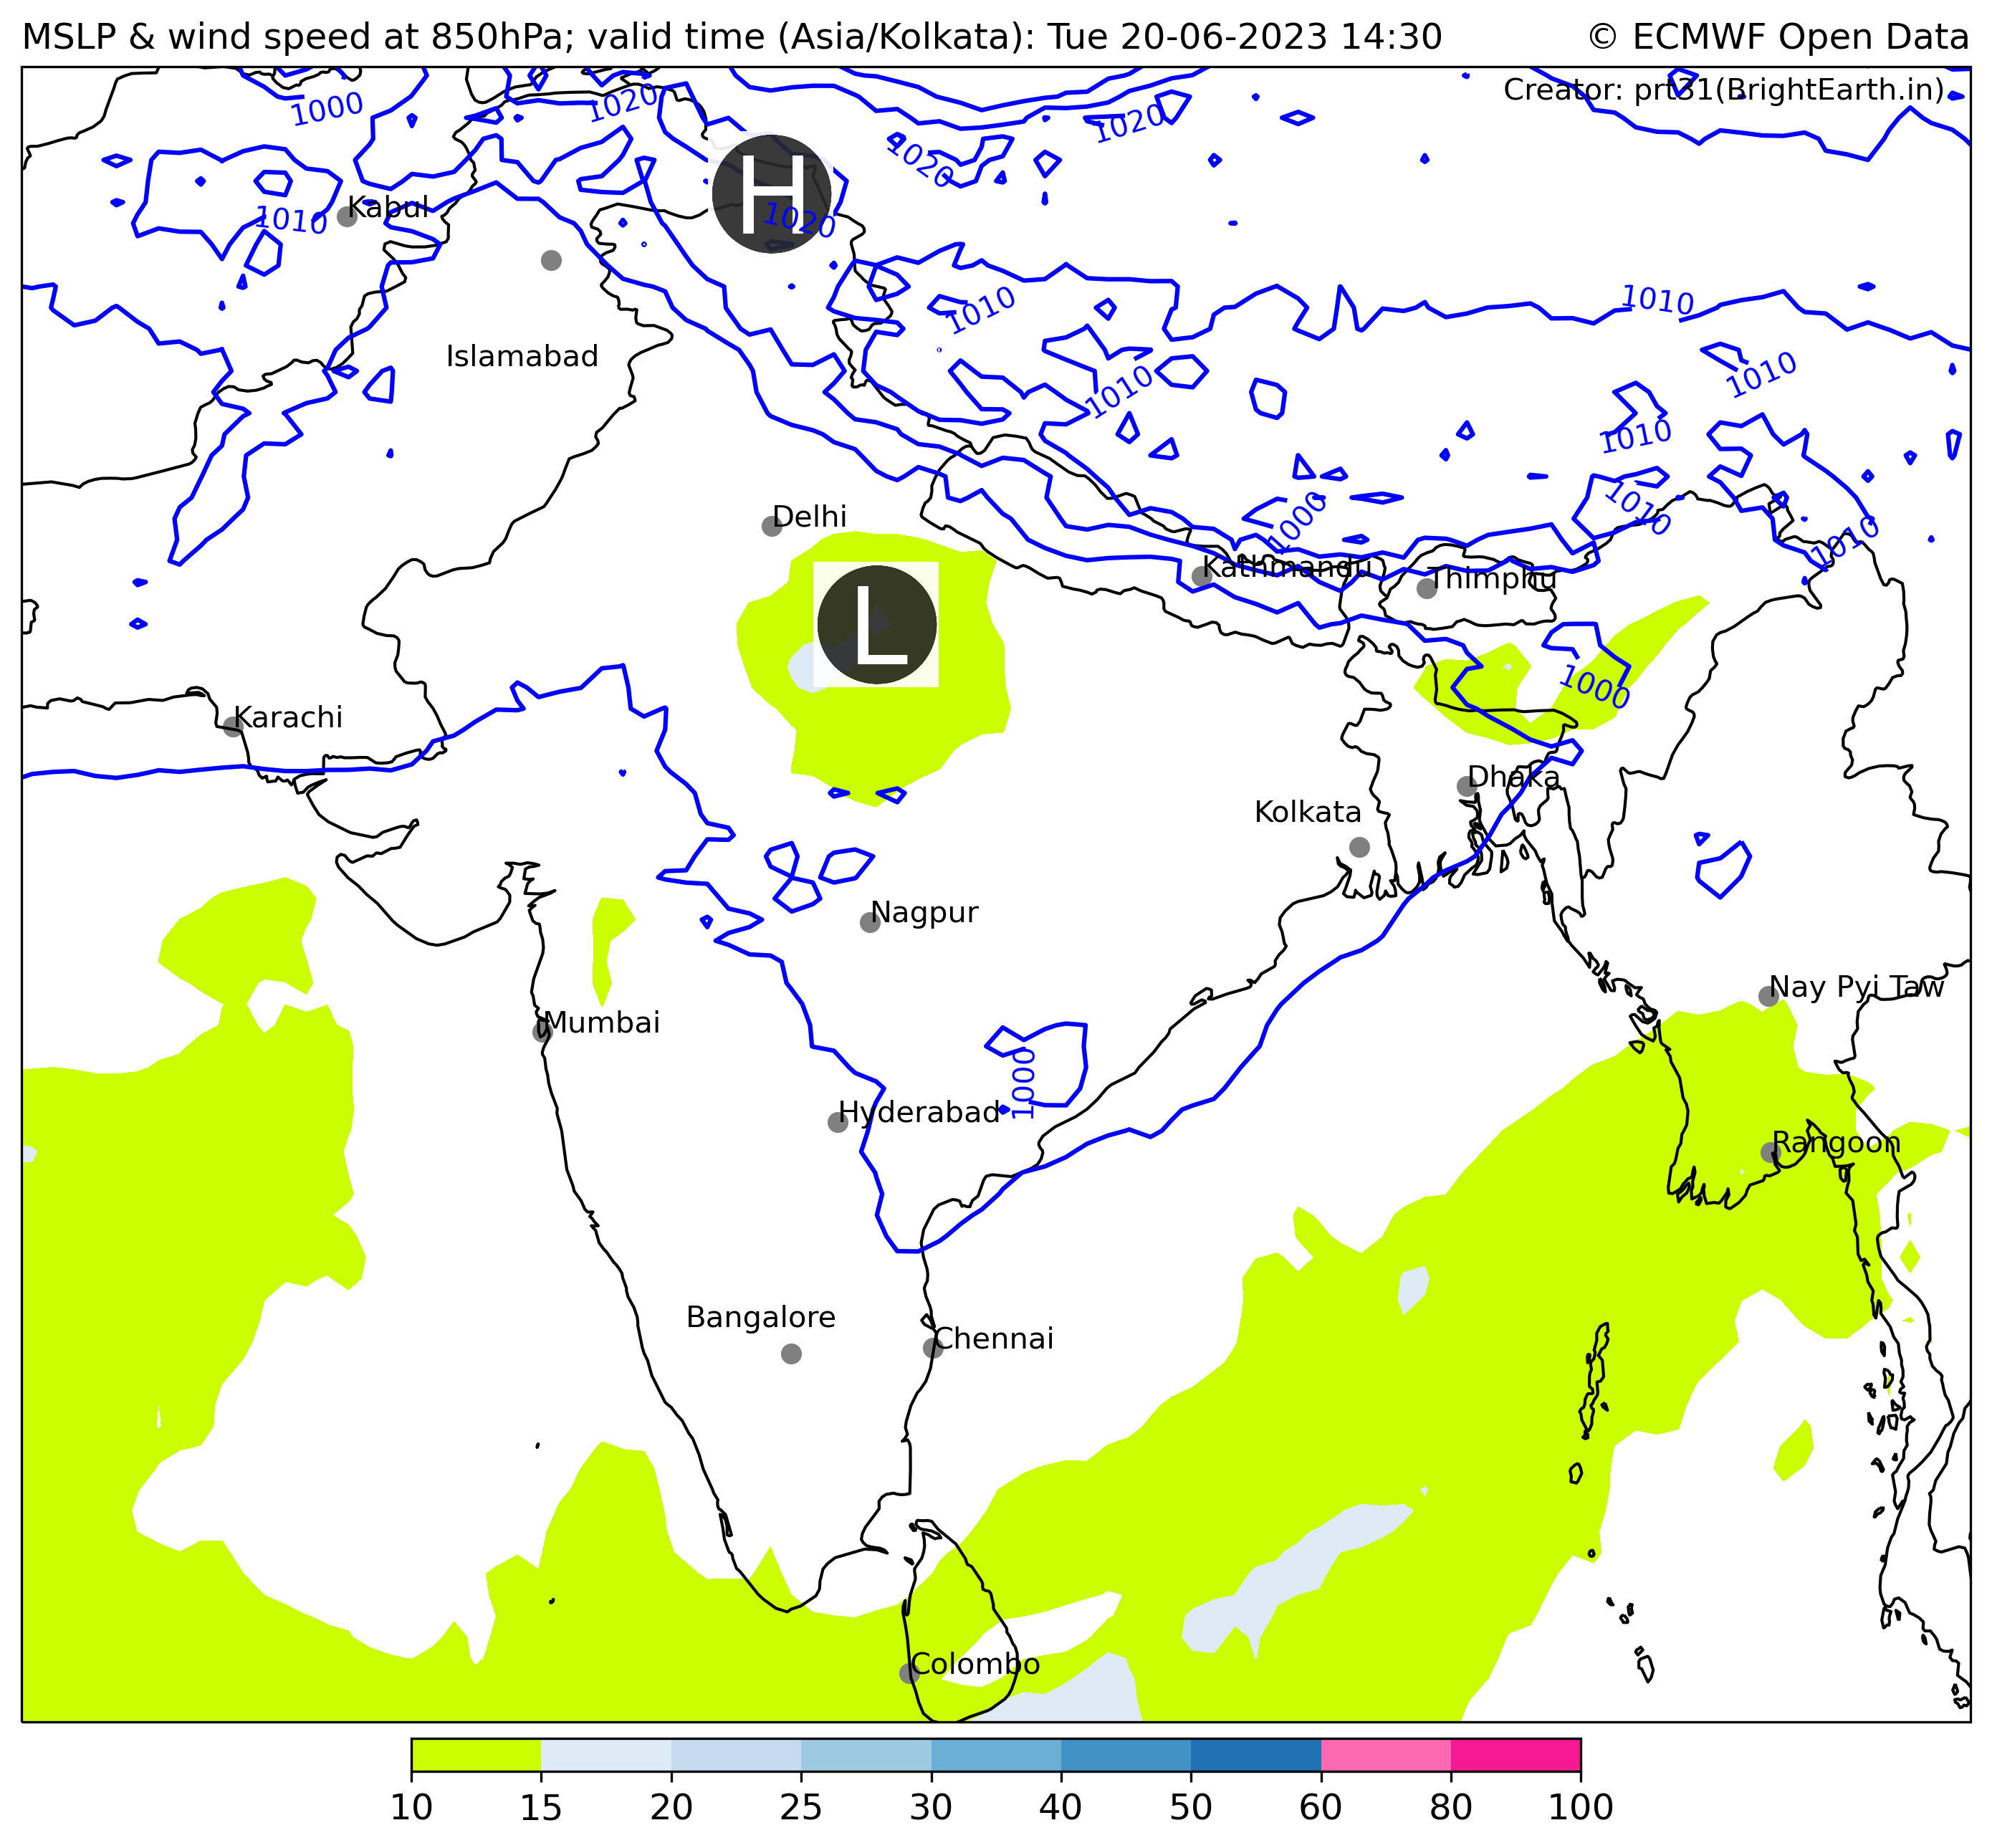 MSLP & wind speed at 850hPa; valid time (Asia/Kolkata): Tue 20-06-2023 14:30
© ECMWF Open Data
Creator: prt31(BrightEarth.in)
1000
1020
1020
1020
H
1020
Kabul
1010
Islamabad
1010
1010
1010
1010
1010
1010
1010
1000
Delhi
Kathmandu
Thimphu
L
1000
Karachi
Dhaka
Kolkata
Nagpur
Nay Pyi Taw
Mumbai
1000
Hyderabad
Rangoon
Bangalore
Chennai
Colombo
10 15 20 25 30 40 50 60 80 100